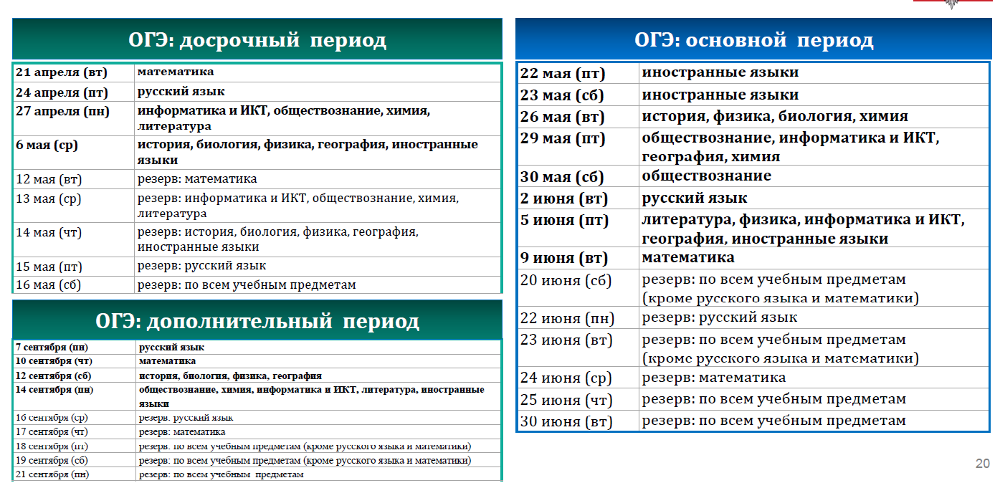 ОГЭ: досрочный период
21 апреля (вт) математика
24 апреля (пт) русский язык
27 апреля (пн) информатика и ИКТ, обществознание, химия,
литература
6 мая (ср) история, биология, физика, география, иностранные
языки
12 мая (вт) резерв: математика
13 мая (ср) резерв: информатика и ИКТ, обществознание, химия,
литература
14 мая (чт) резерв: история, биология, физика, география,
иностранные языки
15 мая (пт) резерв: русский язык
16 мая (сб) резерв: по всем учебным предметам
ОГЭ: дополнительный период
7 сентября (пн) русский язык
10 сентября (чт) математика
12 сентября (сб) история, биология, физика, география
14 сентября (пн) обществознание, химия, информатика и ИКТ, литература, иностранные
языки
16 сентября (ср) резерв: русский язык
17 сентября (чт) резерв: математика
18 сентября (пт) резерв: по всем учебным предметам (кроме русского языка и математики)
19 сентября (сб) резерв: по всем учебным предметам (кроме русского языка и математики)
21 сентября (пн) резерв: по всем учебным предметам
ОГЭ: основной период
22 мая (пт) иностранные языки
23 мая (сб) иностранные языки
26 мая (вт) история, физика, биология, химия
29 мая (пт) обществознание, информатика и ИКТ,
география, химия
30 мая (сб) обществознание
2 июня (вт) русский язык
5 июня (пт) литература, физика, информатика и ИКТ,
география, иностранные языки
9 июня (вт) математика
20 июня (сб) резерв: по всем учебным предметам
(кроме русского языка и математики)
22 июня (пн) резерв: русский язык
23 июня (вт) резерв: по всем учебным предметам
(кроме русского языка и математики)
24 июня (ср) резерв: математика
25 июня (чт) резерв: по всем учебным предметам
30 июня (вт) резерв: по всем учебным предметам
20